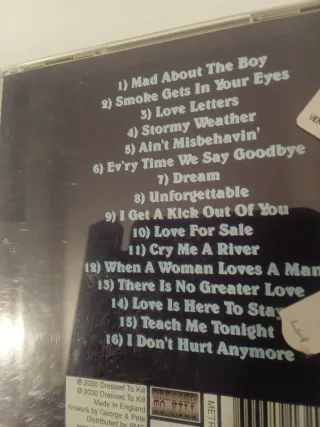 1) Mad About The Boy
2) Smoke Gets In Your Eyes
3) Love Letters
4) Stormy Weather
5) Ain't Misbehavin'
6) Ev'ry Time We Say Goodbye
7) Dream
8) Unforgettable
9) I Get A Kick Out Of You
10) Love For Sale
11) Cry Me A River
12) When A Woman Loves A Man
13) There Is No Greater Love
14) Love Is Here To Stay
15) Teach Me Tonight
16) I Don't Hurt Anymore
℗ 2000 Dressed To Kill
© 2000 Dressed To Kill
Made In England
Artwork by George & Pete
Distributed by
METR